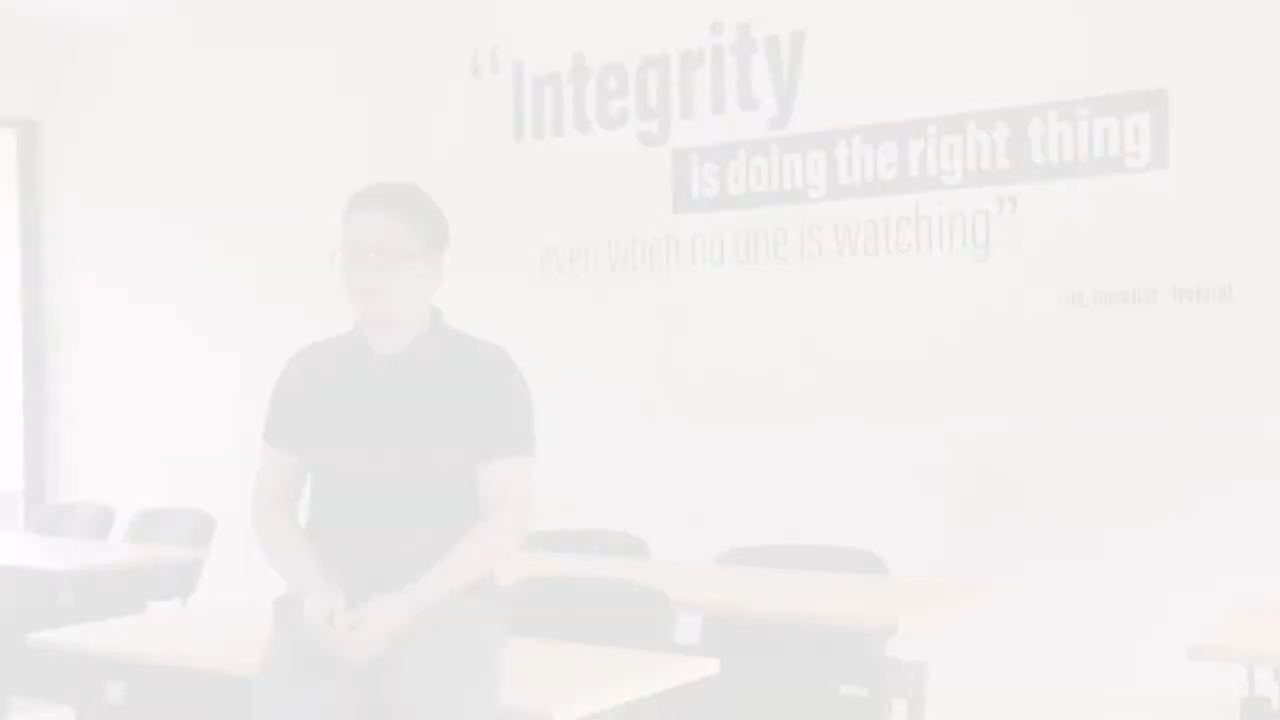 “Integrity
is doing the right thing
even when no one is watching”